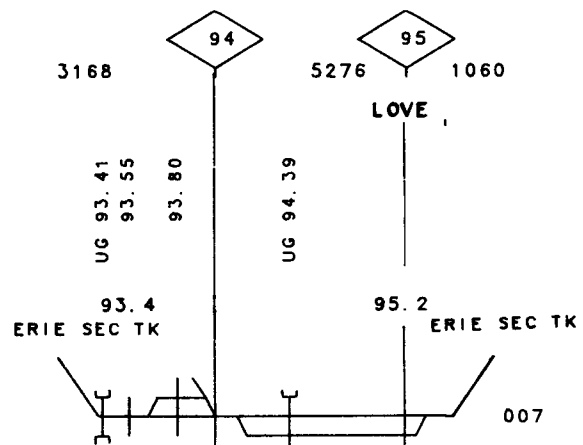 94 95
3168 5276 1060
LOVE
UG 93.41
93.55
93.80
UG 94.39
93.4 95.2
ERIE SEC TK ERIE SEC TK
007